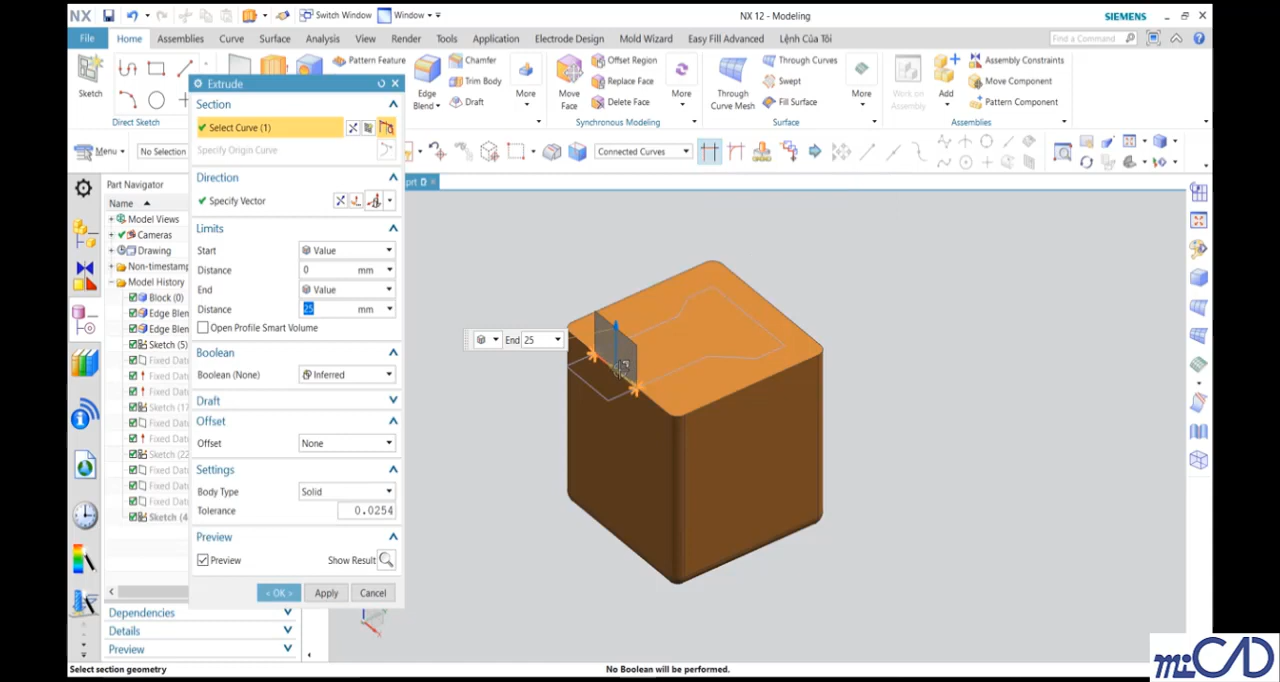 NX
Switch Window
Window
NX 12 - Modeling
SIEMENS
File
Home
Assemblies
Curve
Surface
Analysis
View
Render
Tools
Application
Electrode Design
Mold Wizard
Easy Fill Advanced
Lệnh Của Tôi
Find a Command
Sketch
Direct Sketch
Pattern Feature
Edge
Blend
Chamfer
Trim Body
Draft
More
Move
Face
Offset Region
Replace Face
Delete Face
More
Synchronous Modeling
Through
Curve Mesh
Through Curves
Swept
Fill Surface
More
Surface
Work on
Assembly
Add
Assembly Constraints
Move Component
Pattern Component
Assemblies
Menu
No Selection
Connected Curves
prt
Part Navigator
Name
Model Views
Cameras
Drawing
Non-timestamp
Model History
Block (0)
Edge Blen
Edge Blen
Sketch (5)
Fixed Dat
Fixed Dat
Fixed Dat
Sketch (17
Fixed Dat
Fixed Dat
Sketch (22
Fixed Dat
Fixed Dat
Fixed Dat
Sketch (4
Dependencies
Details
Preview
Extrude
Section
Select Curve (1)
Specify Origin Curve
Direction
Specify Vector
Limits
Start
Value
Distance
0
mm
End
Value
Distance
25
mm
Open Profile Smart Volume
Boolean
Boolean (None)
Inferred
Draft
Offset
Offset
None
Settings
Body Type
Solid
Tolerance
0.0254
Preview
Preview
Show Result
< OK >
Apply
Cancel
End
25
Select section geometry
No Boolean will be performed.
miCAD